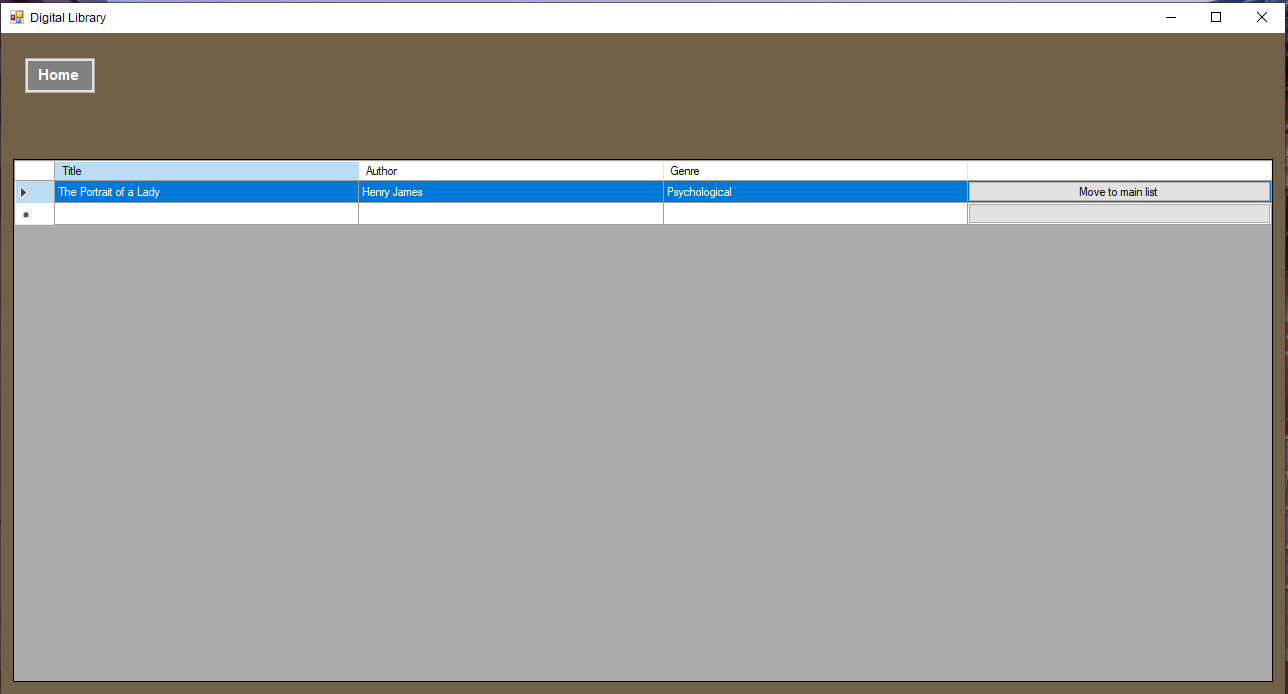 Digital Library
Home
Title Author Genre
The Portrait of a Lady Henry James Psychological Move to main list